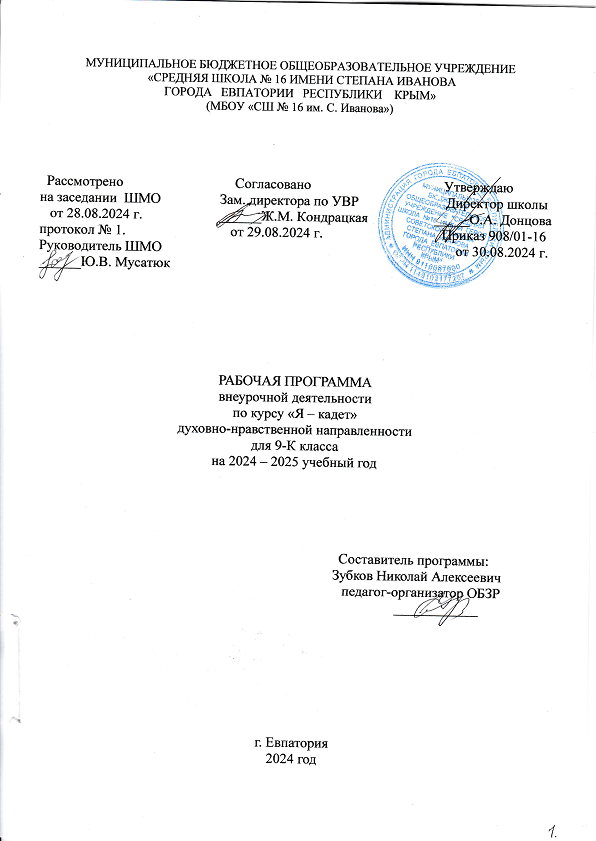 МУНИЦИПАЛЬНОЕ БЮДЖЕТНОЕ ОБЩЕОБРАЗОВАТЕЛЬНОЕ УЧРЕЖДЕНИЕ
«СРЕДНЯЯ ШКОЛА № 16 ИМЕНИ СТЕПАНА ИВАНОВА
ГОРОДА ЕВПАТОРИИ РЕСПУБЛИКИ КРЫМ»
(МБОУ «СШ № 16 им. С. Иванова»)
Рассмотрено
на заседании ШМО
от 28.08.2024 г.
протокол № 1.
Руководитель ШМО
Ю.В. Мусатюк
Согласовано
Зам. директора по УВР
Ж.М. Кондрацкая
от 29.08.2024 г.
Утверждаю
Директор школы
О.А. Донцова
Приказ 908/01-16
от 30.08.2024 г.
РАБОЧАЯ ПРОГРАММА
внеурочной деятельности
по курсу «Я – кадет»
духовно-нравственной направленности
для 9-К класса
на 2024 – 2025 учебный год
Составитель программы:
Зубков Николай Алексеевич
педагог-организатор ОБЗР
г. Евпатория
2024 год
1.